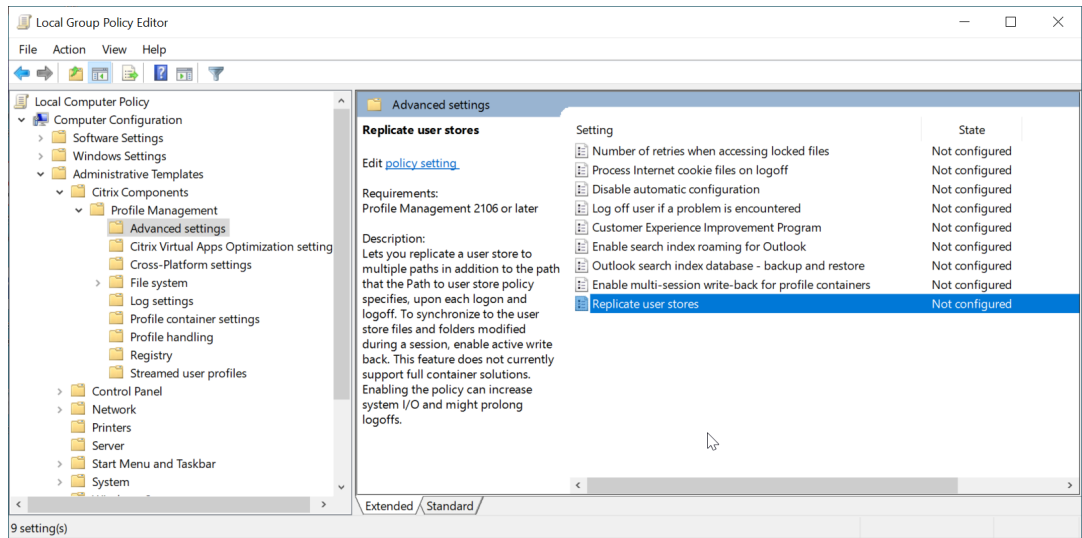 Local Group Policy Editor
File Action View Help
Local Computer Policy
Computer Configuration
Software Settings
Windows Settings
Administrative Templates
Citrix Components
Profile Management
Advanced settings
Citrix Virtual Apps Optimization setting
Cross-Platform settings
File system
Log settings
Profile container settings
Profile handling
Registry
Streamed user profiles
Control Panel
Network
Printers
Server
Start Menu and Taskbar
System
Advanced settings
Replicate user stores
Edit policy setting
Requirements:
Profile Management 2106 or later
Description:
Lets you replicate a user store to
multiple paths in addition to the path
that the Path to user store policy
specifies, upon each logon and
logoff. To synchronize to the user
store files and folders modified
during a session, enable active write
back. This feature does not currently
support full container solutions.
Enabling the policy can increase
system I/O and might prolong
logoffs.
Setting State
Number of retries when accessing locked files Not configured
Process Internet cookie files on logoff Not configured
Disable automatic configuration Not configured
Log off user if a problem is encountered Not configured
Customer Experience Improvement Program Not configured
Enable search index roaming for Outlook Not configured
Outlook search index database - backup and restore Not configured
Enable multi-session write-back for profile containers Not configured
Replicate user stores Not configured
Extended Standard
9 setting(s)